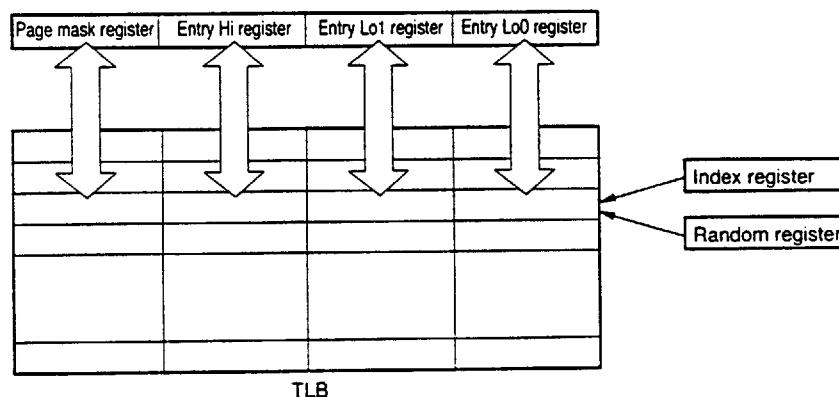 Page mask register Entry Hi register Entry Lo1 register Entry Lo0 register
Index register
Random register
TLB